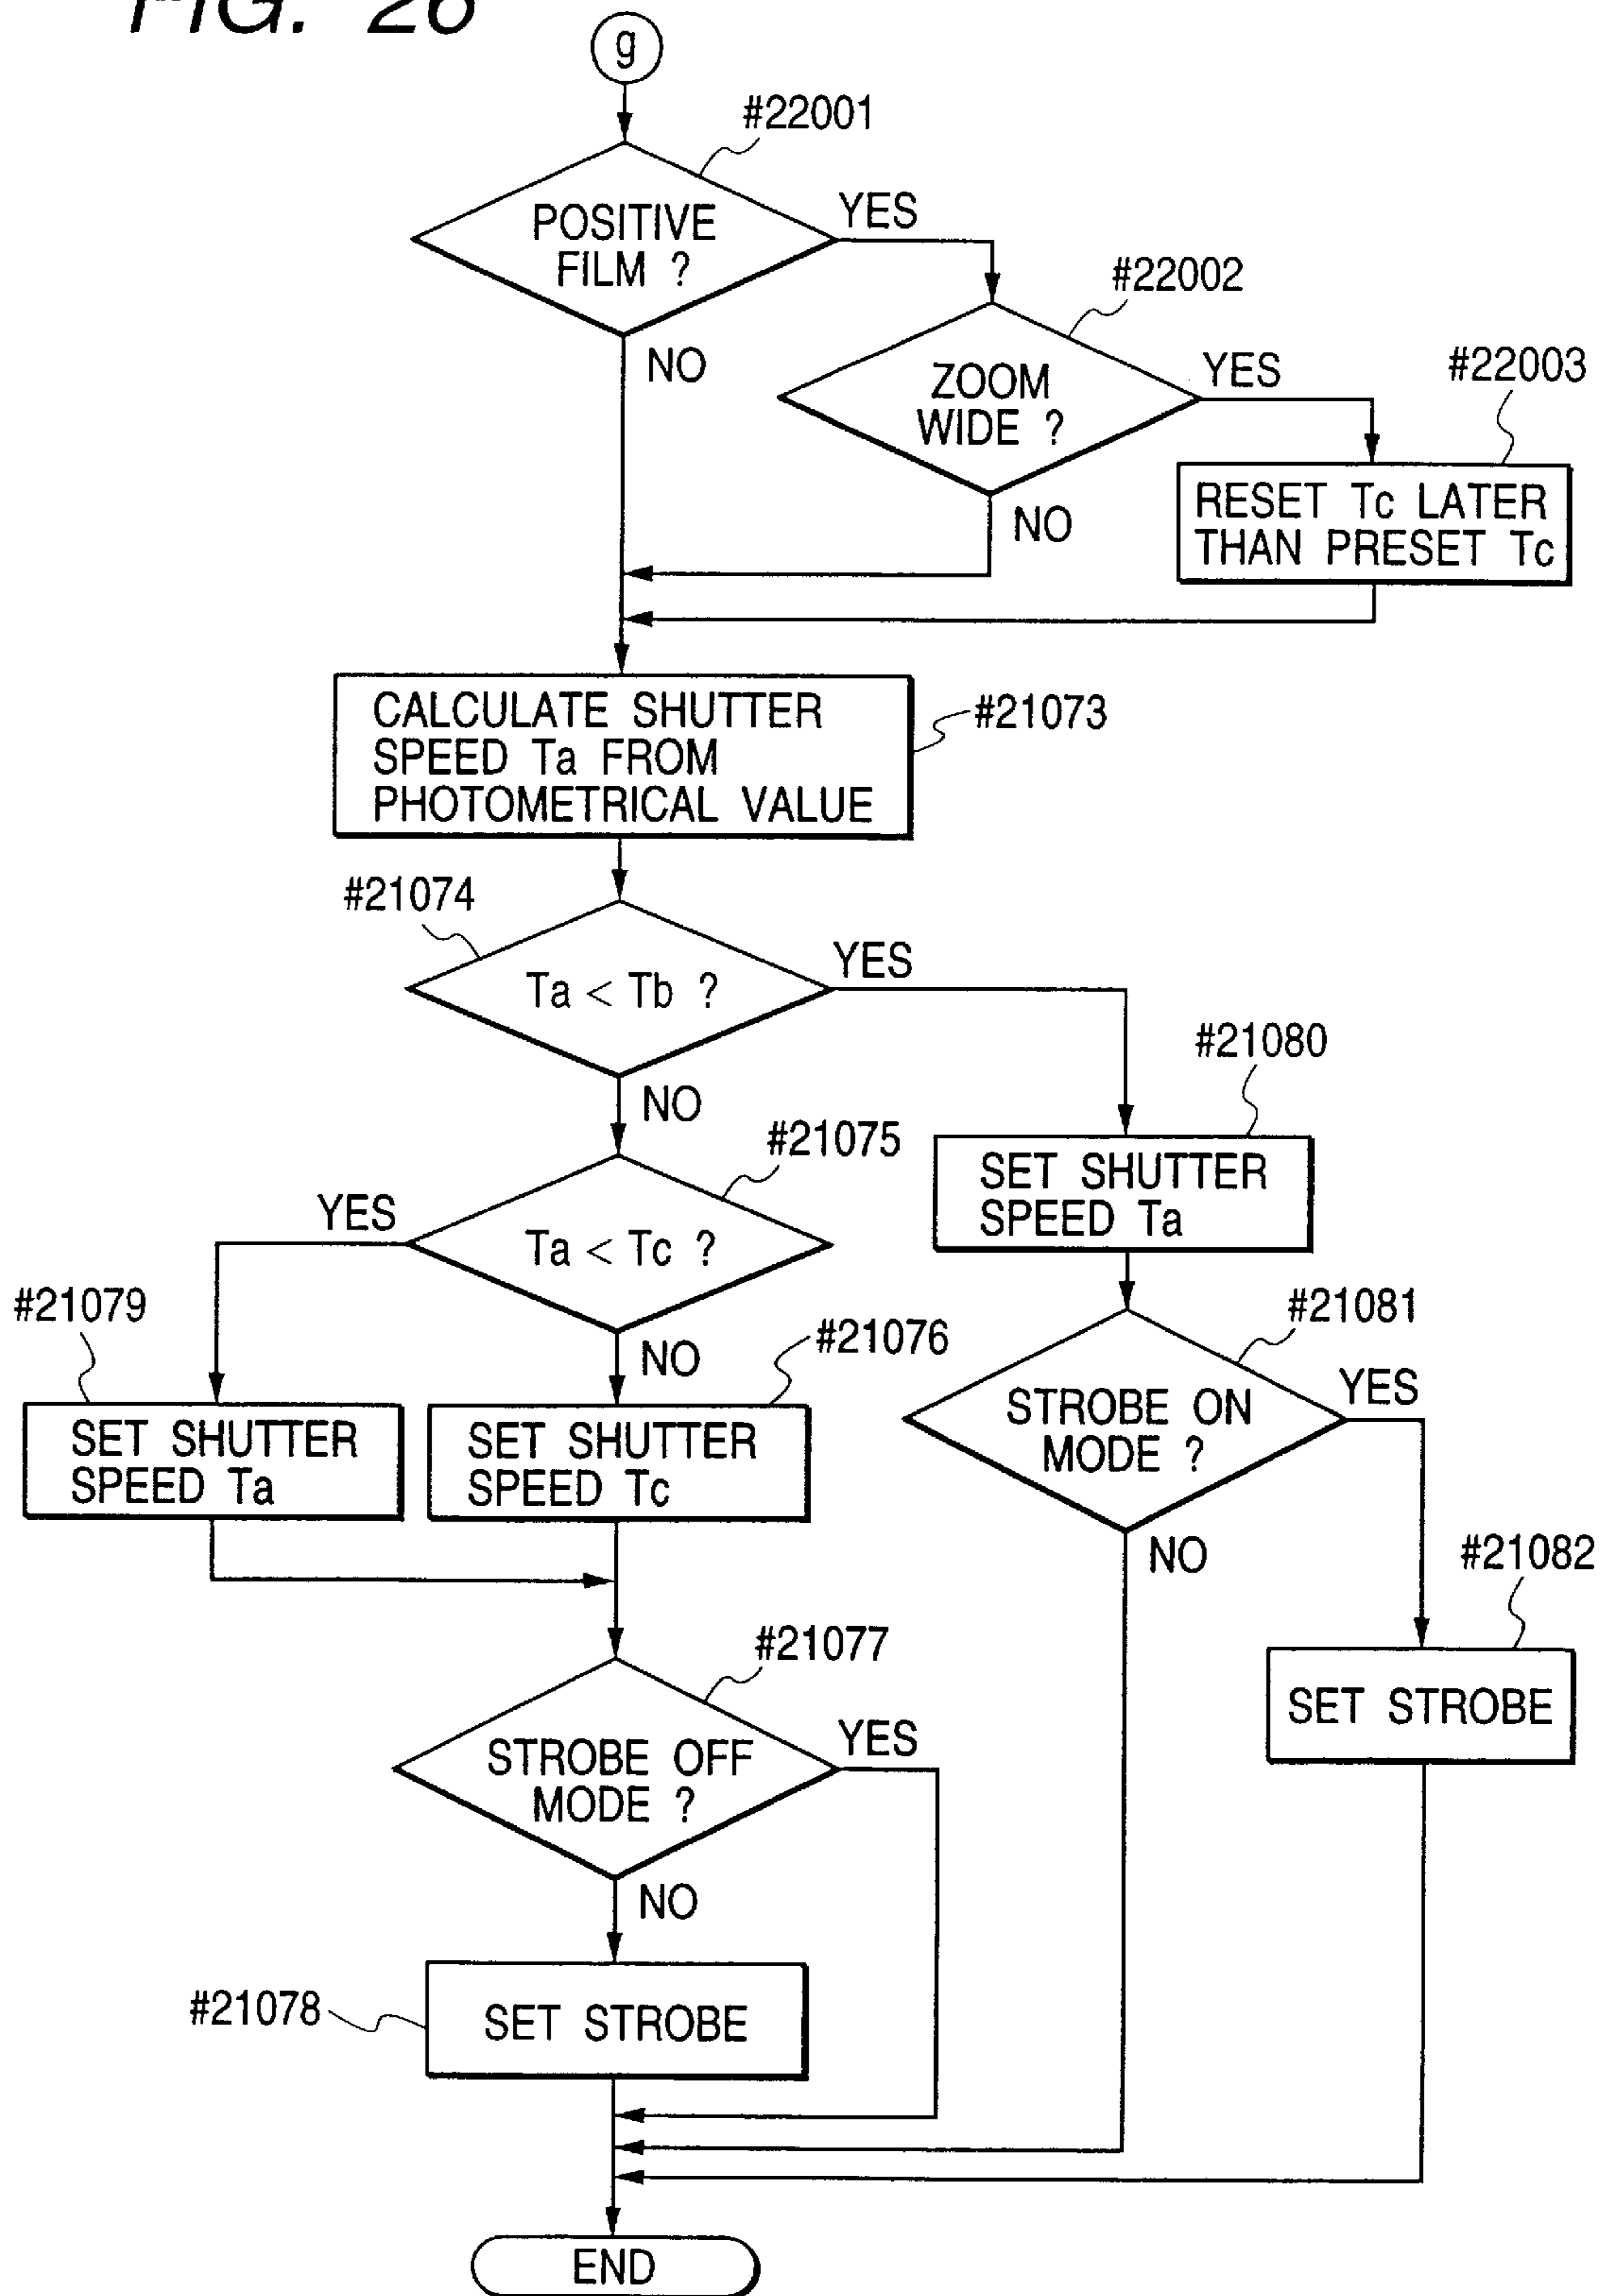 FIG. 26
g
#22001
POSITIVE
FILM ?
YES
NO
#22002
ZOOM
WIDE ?
YES
NO
#22003
RESET Tc LATER
THAN PRESET Tc
CALCULATE SHUTTER
SPEED Ta FROM
PHOTOMETRICAL VALUE
#21073
#21074
Ta < Tb ?
YES
NO
#21080
SET SHUTTER
SPEED Ta
#21075
Ta < Tc ?
YES
NO
#21079
SET SHUTTER
SPEED Ta
#21076
SET SHUTTER
SPEED Tc
#21081
STROBE ON
MODE ?
YES
NO
#21082
SET STROBE
#21077
STROBE OFF
MODE ?
YES
NO
#21078
SET STROBE
END